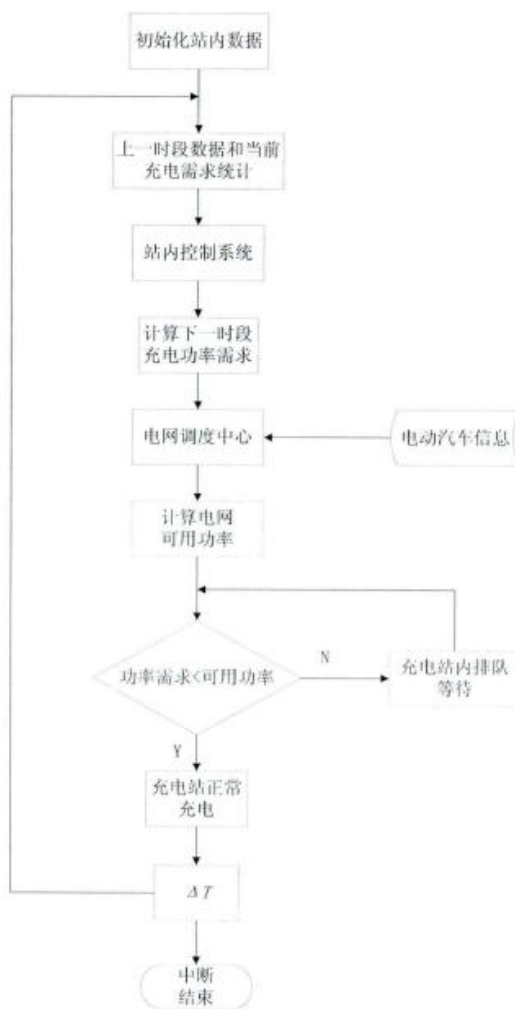 初始化站内数据
上一时段数据和当前
充电需求统计
站内控制系统
计算下一时段
充电功率需求
电网调度中心
电动汽车信息
计算电网
可用功率
功率需求<可用功率
N
充电站内排队
等待
Y
充电站正常
充电
ΔT
中断
结束